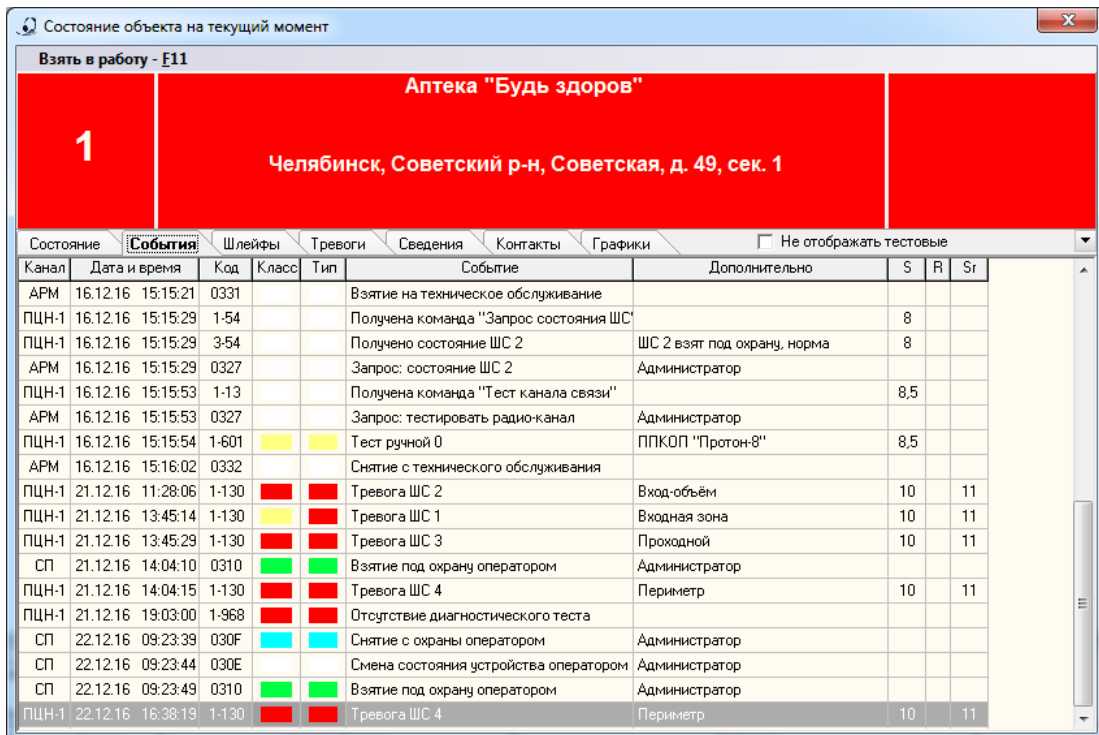 Состояние объекта на текущий момент
Взять в работу - F11
1
Аптека "Будь здоров"
Челябинск, Советский р-н, Советская, д. 49, сек. 1
Состояние События Шлейфы Тревоги Сведения Контакты Графики Не отображать тестовые
Канал Дата и время Код Класс Тип Событие Дополнительно S R Sr
АРМ 16.12.16 15:15:21 0331 Взятие на техническое обслуживание
ПЦН-1 16.12.16 15:15:29 1-54 Получена команда "Запрос состояния ШС" 8
ПЦН-1 16.12.16 15:15:29 3-54 Получено состояние ШС 2 ШС 2 взят под охрану, норма 8
АРМ 16.12.16 15:15:29 0327 Запрос: состояние ШС 2 Администратор
ПЦН-1 16.12.16 15:15:53 1-13 Получена команда "Тест канала связи" 8,5
АРМ 16.12.16 15:15:53 0327 Запрос: тестировать радио-канал Администратор
ПЦН-1 16.12.16 15:15:54 1-601 Тест ручной 0 ППКОП "Протон-8" 8,5
АРМ 16.12.16 15:16:02 0332 Снятие с технического обслуживания
ПЦН-1 21.12.16 11:28:06 1-130 Тревога ШС 2 Вход-объём 10 11
ПЦН-1 21.12.16 13:45:14 1-130 Тревога ШС 1 Входная зона 10 11
ПЦН-1 21.12.16 13:45:29 1-130 Тревога ШС 3 Проходной 10 11
СП 21.12.16 14:04:10 0310 Взятие под охрану оператором Администратор
ПЦН-1 21.12.16 14:04:15 1-130 Тревога ШС 4 Периметр 10 11
ПЦН-1 21.12.16 19:03:00 1-968 Отсутствие диагностического теста
СП 22.12.16 09:23:39 030F Снятие с охраны оператором Администратор
СП 22.12.16 09:23:44 030E Смена состояния устройства оператором Администратор
СП 22.12.16 09:23:49 0310 Взятие под охрану оператором Администратор
ПЦН-1 22.12.16 16:38:19 1-130 Тревога ШС 4 Периметр 10 11